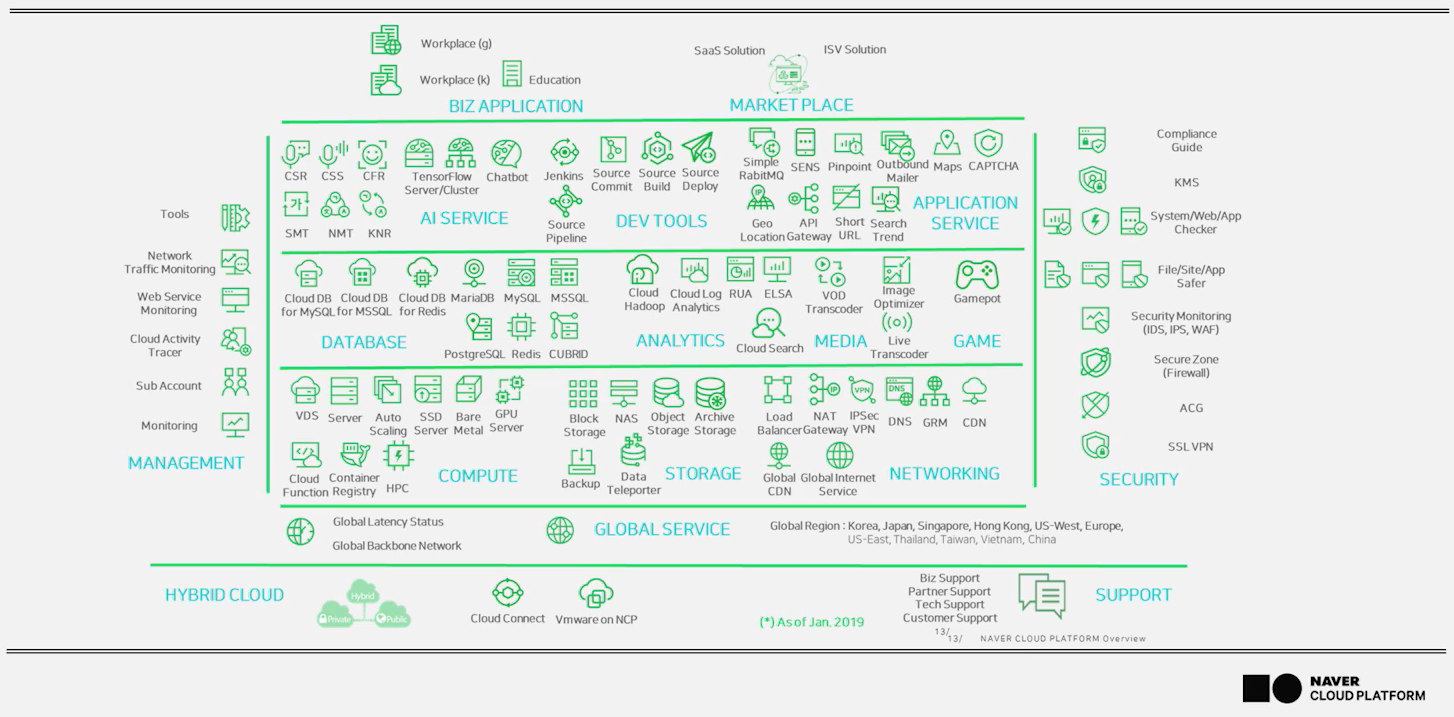 Workplace (g)
Workplace (k)
Education
BIZ APPLICATION
SaaS Solution
ISV Solution
MARKET PLACE
Tools
Network
Traffic Monitoring
Web Service
Monitoring
Cloud Activity
Tracer
Sub Account
Monitoring
MANAGEMENT
CSR
CSS
CFR
TensorFlow
Server/Cluster
Chatbot
SMT
NMT
KNR
AI SERVICE
Jenkins
Source
Commit
Source
Build
Source
Deploy
Source
Pipeline
DEV TOOLS
Simple
RabitMQ
SENS
Pinpoint
Outbound
Mailer
Maps
CAPTCHA
IP
Geo
Location
API
Gateway
Short
URL
Search
Trend
APPLICATION
SERVICE
Cloud DB
for MySQL
Cloud DB
for MSSQL
Cloud DB
for Redis
MariaDB
MySQL
MSSQL
PostgreSQL
Redis
CUBRID
DATABASE
Cloud
Hadoop
Cloud Log
Analytics
RUA
ELSA
Cloud Search
ANALYTICS
VOD
Transcoder
Image
Optimizer
Live
Transcoder
MEDIA
Gamepot
GAME
VDS
Server
Auto
Scaling
SSD
Server
Bare
Metal
GPU
Server
Cloud
Function
Container
Registry
HPC
COMPUTE
Block
Storage
NAS
Object
Storage
Archive
Storage
Backup
Data
Teleporter
STORAGE
Load
Balancer
IP
NAT
Gateway
VPN
IPSec
VPN
DNS
DNS
GRM
CDN
Global
CDN
Global Internet
Service
NETWORKING
Compliance
Guide
KMS
System/Web/App
Checker
File/Site/App
Safer
Security Monitoring
(IDS, IPS, WAF)
Secure Zone
(Firewall)
ACG
SSL VPN
SECURITY
Global Latency Status
Global Backbone Network
GLOBAL SERVICE
Global Region : Korea, Japan, Singapore, Hong Kong, US-West, Europe,
US-East, Thailand, Taiwan, Vietnam, China
HYBRID CLOUD
Hybrid
Private
Public
Cloud Connect
Vmware on NCP
(*) As of Jan. 2019
Biz Support
Partner Support
Tech Support
Customer Support
SUPPORT
13/
13/
NAVER CLOUD PLATFORM Overview
NAVER
CLOUD PLATFORM